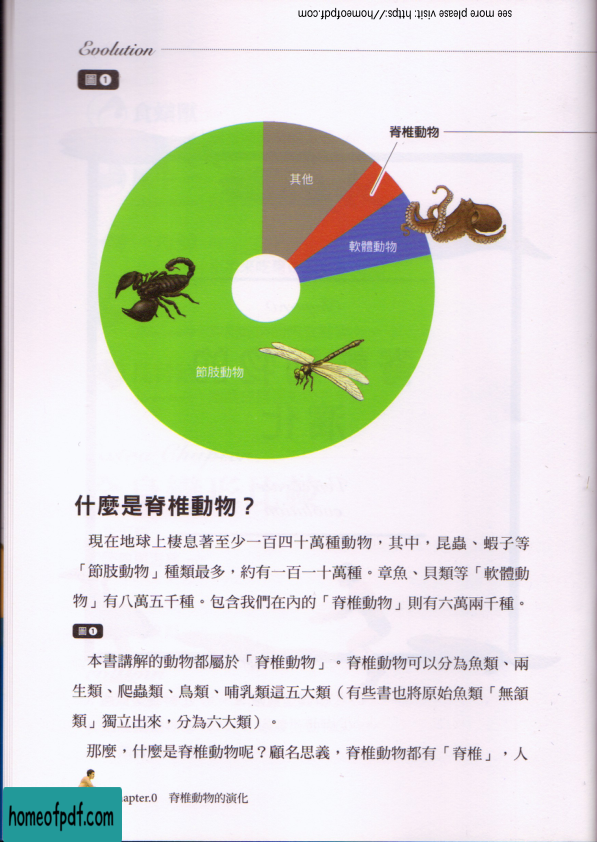 see more please visit: https://homeofpdf.com
Evolution
圖1
脊椎動物
其他
軟體動物
節肢動物
什麼是脊椎動物？
現在地球上棲息著至少一百四十萬種動物，其中，昆蟲、蝦子等
「節肢動物」種類最多，約有一百一十萬種。章魚、貝類等「軟體動
物」有八萬五千種。包含我們在內的「脊椎動物」則有六萬兩千種。
圖1
本書講解的動物都屬於「脊椎動物」。脊椎動物可以分為魚類、兩
生類、爬蟲類、鳥類、哺乳類這五大類（有些書也將原始魚類「無頜
類」獨立出來，分為六大類）。
那麼，什麼是脊椎動物呢？顧名思義，脊椎動物都有「脊椎」，人
hapter.0 脊椎動物的演化
homeofpdf.com